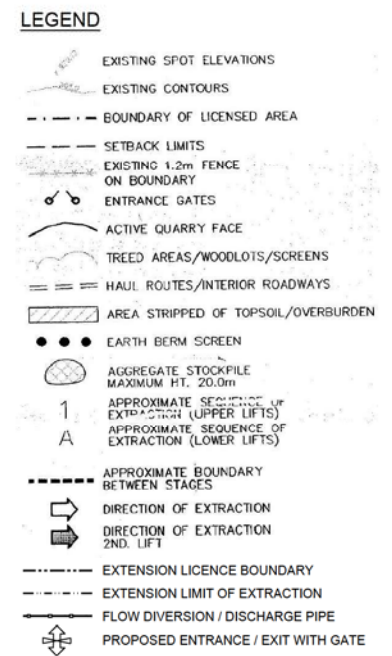 LEGEND
EXISTING SPOT ELEVATIONS
EXISTING CONTOURS
BOUNDARY OF LICENSED AREA
SETBACK LIMITS
EXISTING 1.2m FENCE
ON BOUNDARY
ENTRANCE GATES
ACTIVE QUARRY FACE
TREED AREAS/WOODLOTS/SCREENS
HAUL ROUTES/INTERIOR ROADWAYS
AREA STRIPPED OF TOPSOIL/OVERBURDEN
EARTH BERM SCREEN
AGGREGATE STOCKPILE
MAXIMUM HT. 20.0m
1 APPROXIMATE SEQUENCE OF
EXTRACTION (UPPER LIFTS)
A APPROXIMATE SEQUENCE OF
EXTRACTION (LOWER LIFTS)
APPROXIMATE BOUNDARY
BETWEEN STAGES
DIRECTION OF EXTRACTION
DIRECTION OF EXTRACTION
2ND. LIFT
EXTENSION LICENCE BOUNDARY
EXTENSION LIMIT OF EXTRACTION
FLOW DIVERSION / DISCHARGE PIPE
PROPOSED ENTRANCE / EXIT WITH GATE